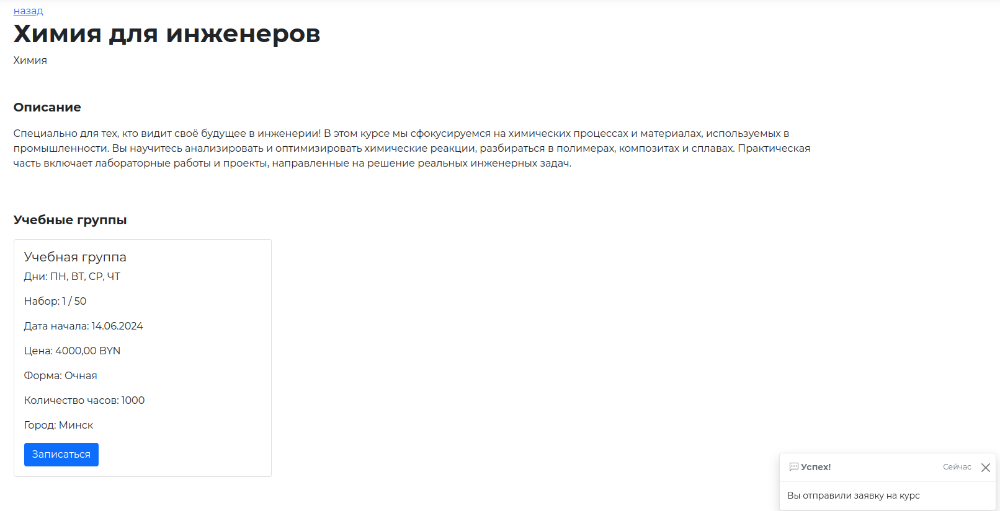 назад
Химия для инженеров
Химия
Описание
Специально для тех, кто видит своё будущее в инженерии! В этом курсе мы сфокусируемся на химических процессах и материалах, используемых в
промышленности. Вы научитесь анализировать и оптимизировать химические реакции, разбираться в полимерах, композитах и сплавах. Практическая
часть включает лабораторные работы и проекты, направленные на решение реальных инженерных задач.
Учебные группы
Учебная группа
Дни: ПН, ВТ, СР, ЧТ
Набор: 1 / 50
Дата начала: 14.06.2024
Цена: 4000,00 BYN
Форма: Очная
Количество часов: 1000
Город: Минск
Записаться
Успех! Сейчас
Вы отправили заявку на курс